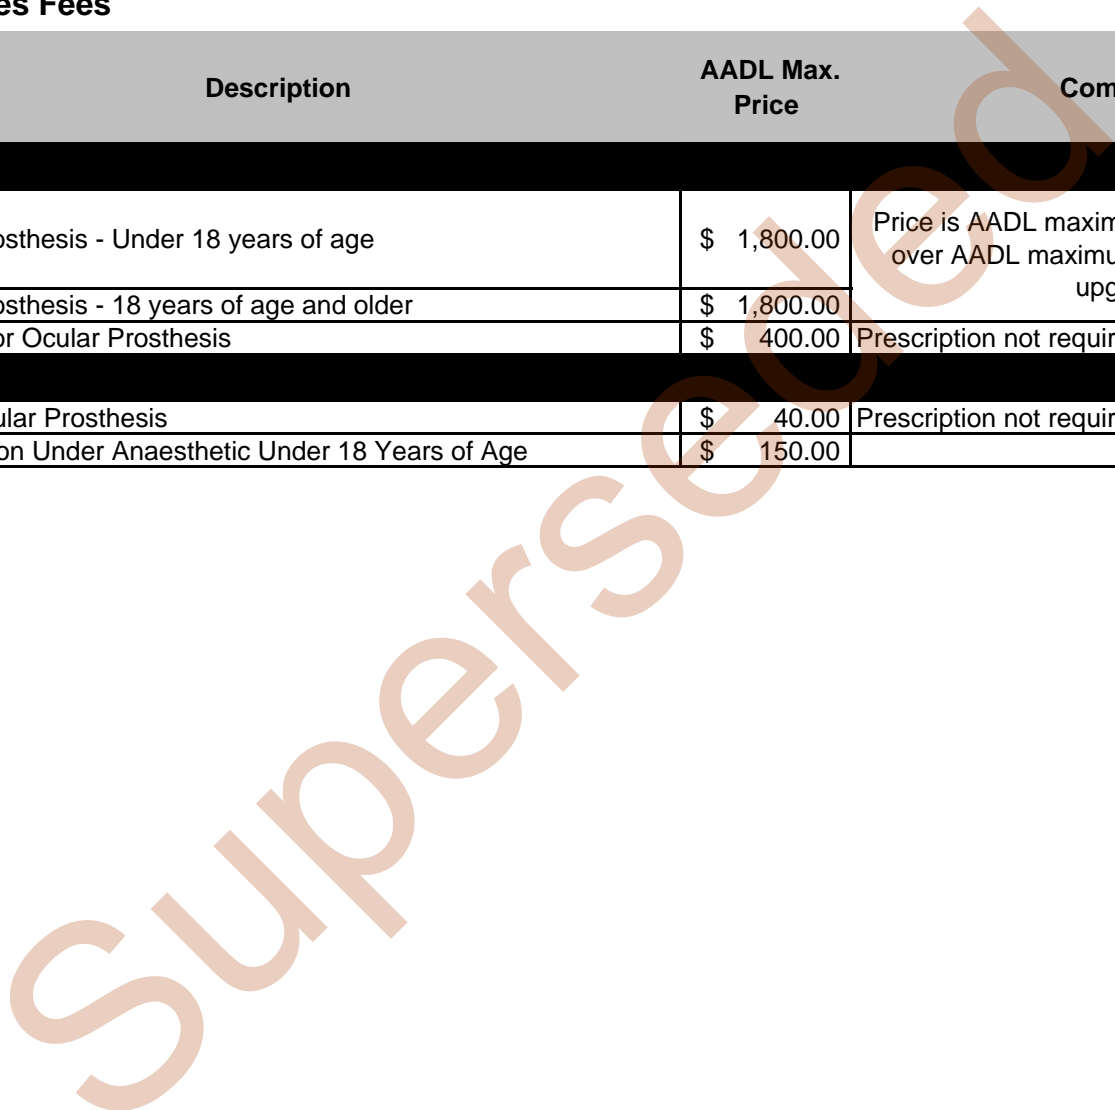 es Fees
Description
AADL Max.
Price
Com
osthesis - Under 18 years of age
$ 1,800.00
Price is AADL maxim
over AADL maximu
upg
osthesis - 18 years of age and older
$ 1,800.00
or Ocular Prosthesis
$ 400.00
Prescription not requir
ular Prosthesis
$ 40.00
Prescription not requir
on Under Anaesthetic Under 18 Years of Age
$ 150.00
Superseded